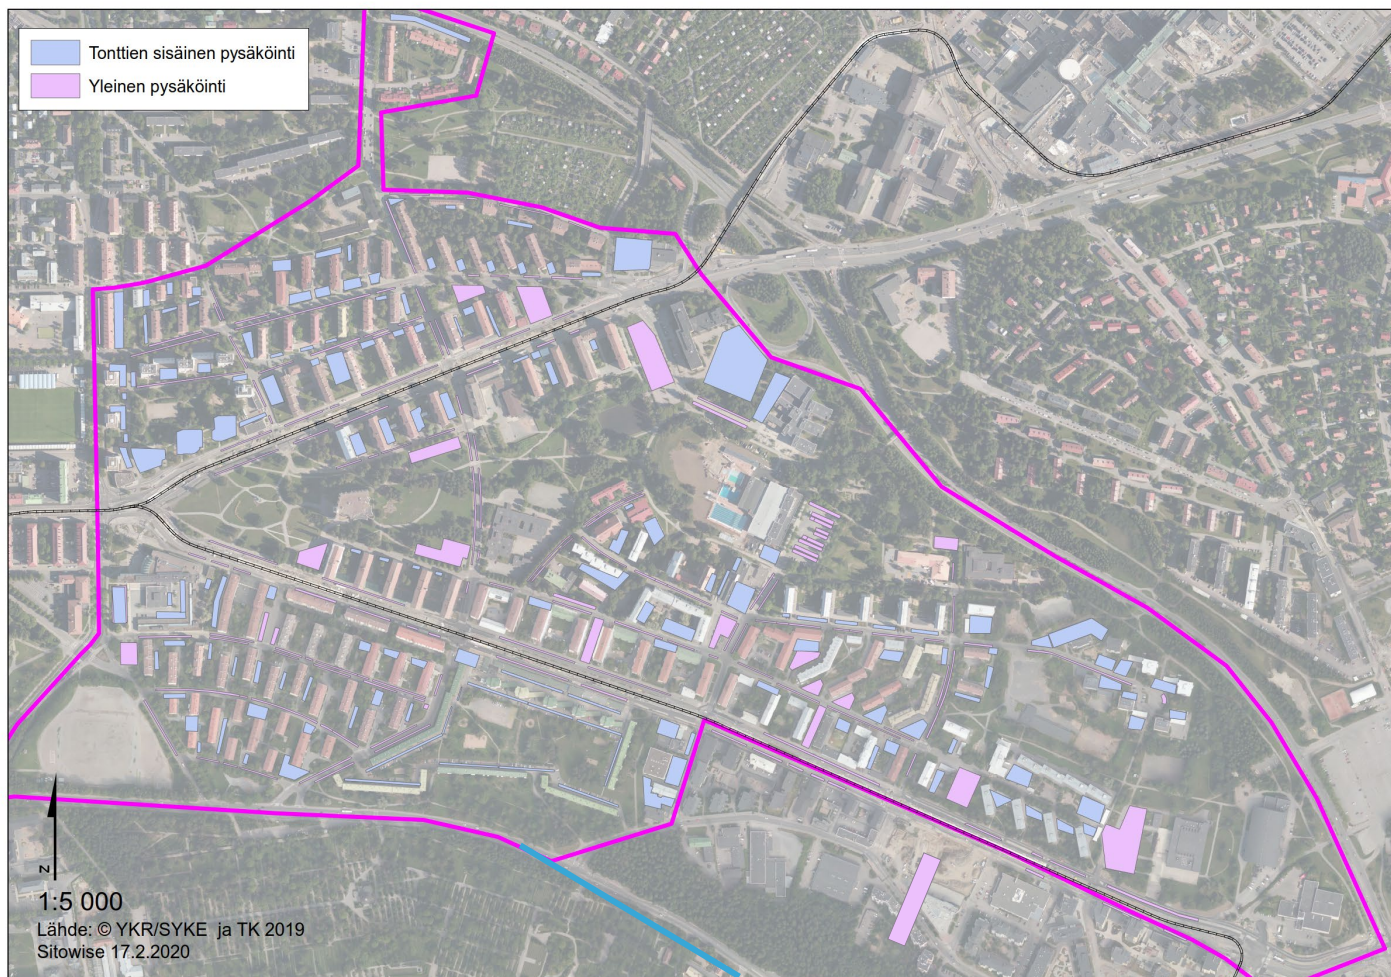 Tonttien sisäinen pysäköinti
Yleinen pysäköinti
N
1:5 000
Lähde: © YKR/SYKE ja TK 2019
Sitowise 17.2.2020